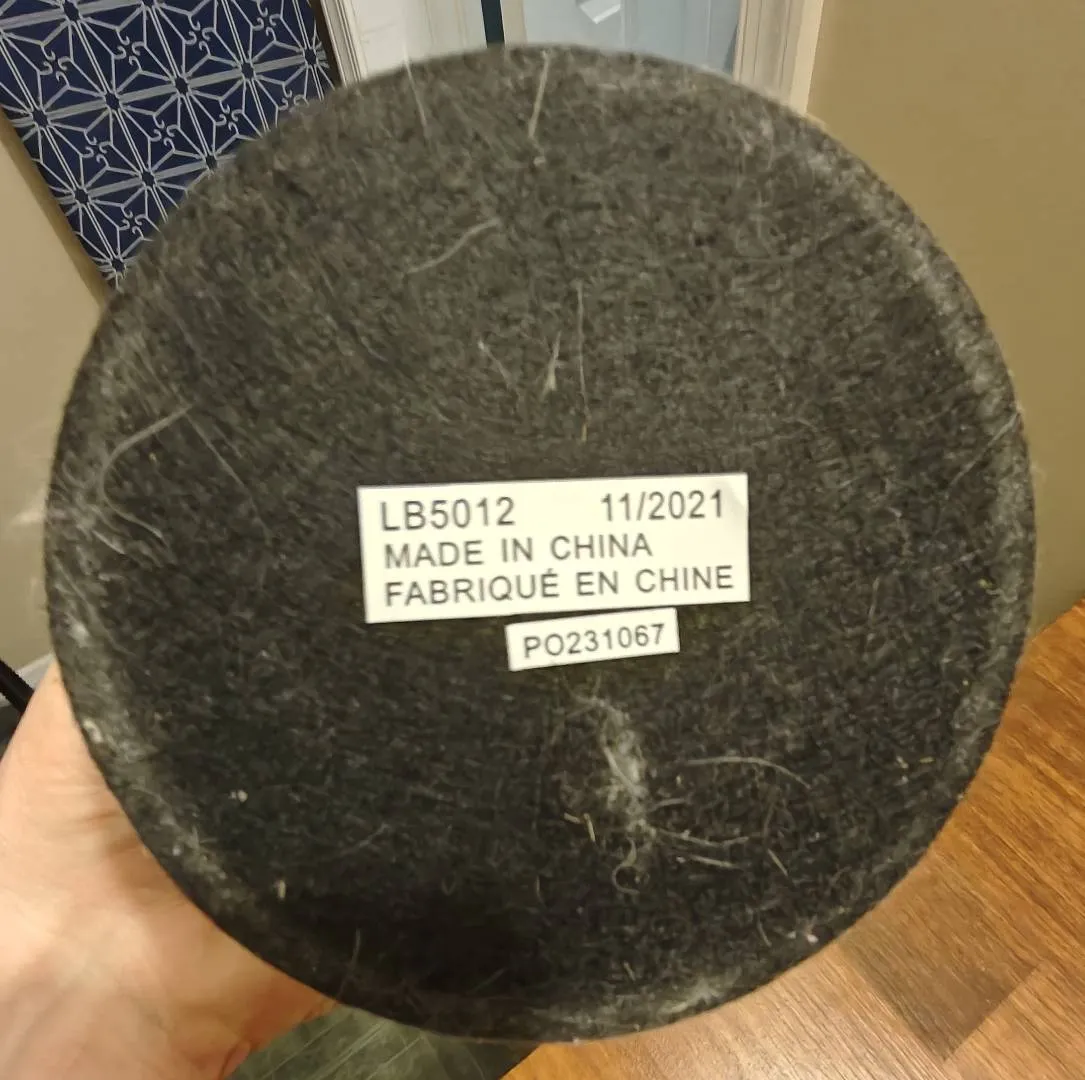 LB5012 11/2021
MADE IN CHINA
FABRIQUÉ EN CHINE
PO231067